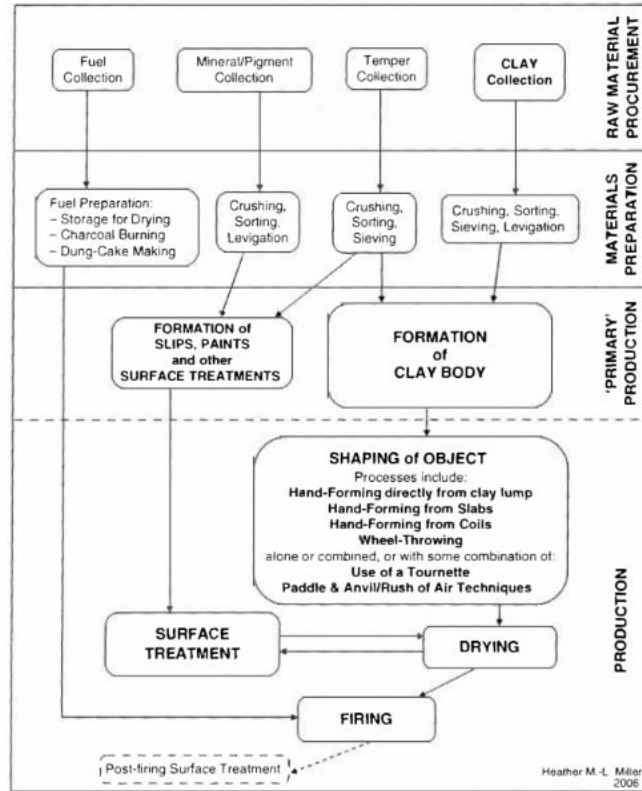 Fuel
Collection
Mineral/Pigment
Collection
Temper
Collection
CLAY
Collection
RAW MATERIAL
PROCUREMENT
Fuel Preparation:
– Storage for Drying
– Charcoal Burning
– Dung-Cake Making
Crushing,
Sorting,
Levigation
Crushing,
Sorting,
Sieving
Crushing, Sorting,
Sieving, Levigation
MATERIALS
PREPARATION
FORMATION of
SLIPS, PAINTS
and other
SURFACE TREATMENTS
FORMATION
of
CLAY BODY
'PRIMARY'
PRODUCTION
SHAPING of OBJECT
Processes include:
Hand-Forming directly from clay lump
Hand-Forming from Slabs
Hand-Forming from Coils
Wheel-Throwing
alone or combined, or with some combination of:
Use of a Tournette
Paddle & Anvil/Rush of Air Techniques
SURFACE
TREATMENT
DRYING
PRODUCTION
FIRING
Post-firing Surface Treatment
Heather M.-L. Miller
2006